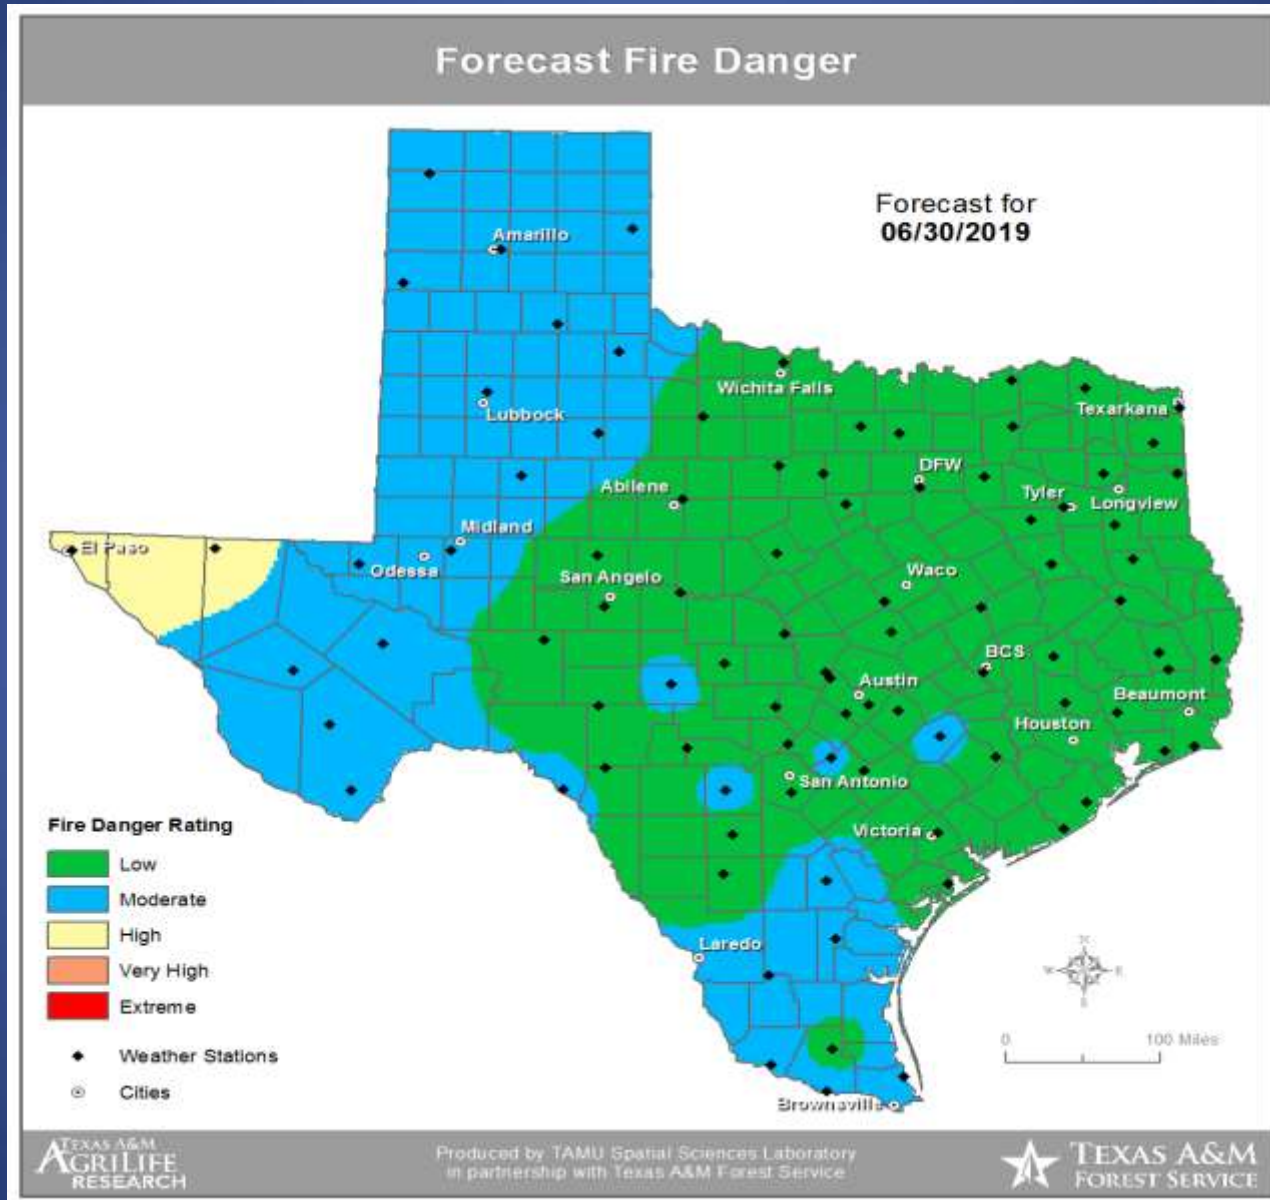 Forecast Fire Danger
Forecast for
06/30/2019
Amarillo
Wichita Falls
Lubbock
Texarkana
DFW
Abilene
Tyler
Longview
Midland
El Paso
Odessa
San Angelo
Waco
BCS
Austin
Beaumont
Houston
San Antonio
Victoria
Laredo
Brownsville
Fire Danger Rating
Low
Moderate
High
Very High
Extreme
Weather Stations
Cities
N
W E
S
0 100 Miles
TEXAS A&M
AGRILIFE
RESEARCH
Produced by TAMU Spatial Sciences Laboratory
in partnership with Texas A&M Forest Service
TEXAS A&M
FOREST SERVICE